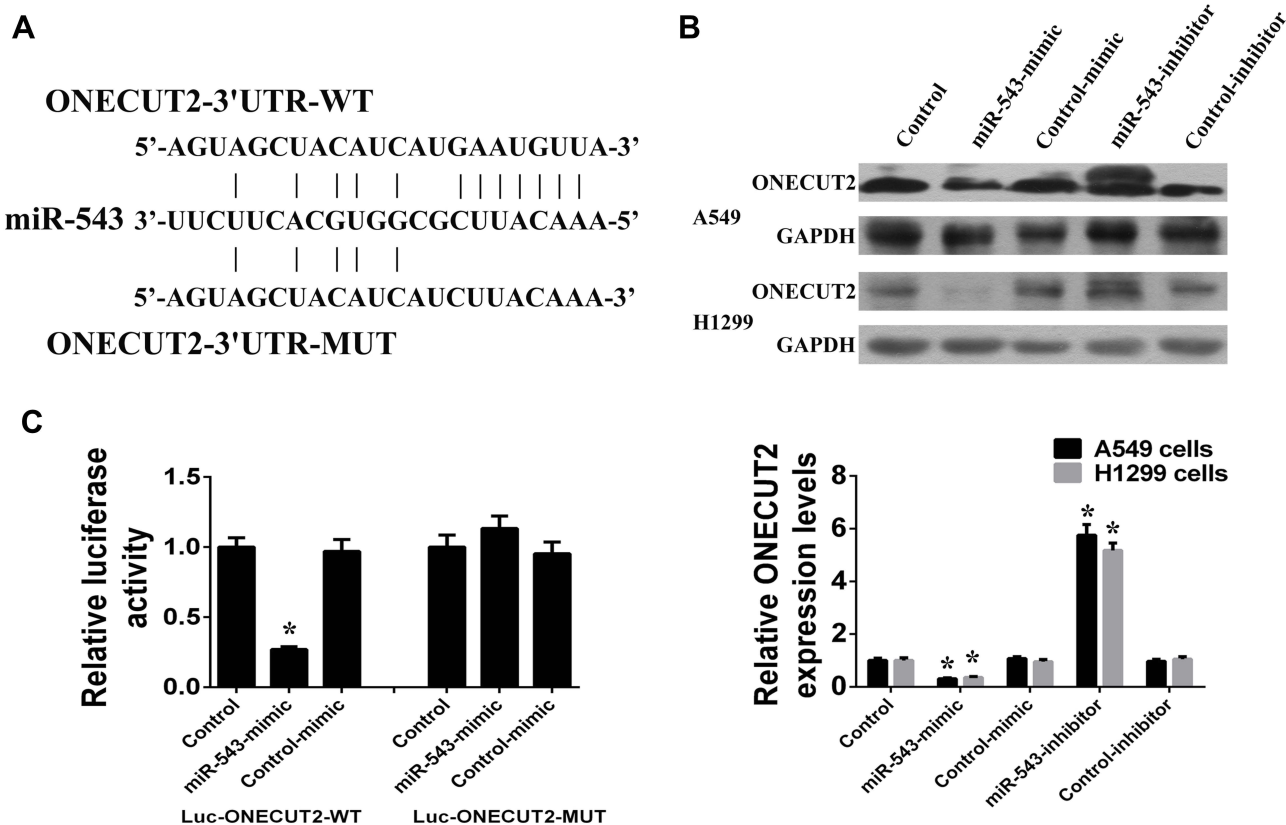 A
ONECUT2-3'UTR-WT
5’-AGUAGCUACAUCAUGAAUGUUA-3’
miR-543 3’-UUCUUCACGUGGCGCUUACAAA-5’
5’-AGUAGCUACAUCAUCUUACAAA-3’
ONECUT2-3'UTR-MUT
B
Control
miR-543-mimic
Control-mimic
miR-543-inhibitor
Control-inhibitor
ONECUT2
A549
GAPDH
ONECUT2
H1299
GAPDH
C
Relative luciferase
activity
1.5
1.0
0.5
0.0
*
Control
miR-543-mimic
Control-mimic
Control
miR-543-mimic
Control-mimic
Luc-ONECUT2-WT
Luc-ONECUT2-MUT
Relative ONECUT2
expression levels
8
6
4
2
0
A549 cells
H1299 cells
* *
* *
Control
miR-543-mimic
Control-mimic
miR-543-inhibitor
Control-inhibitor